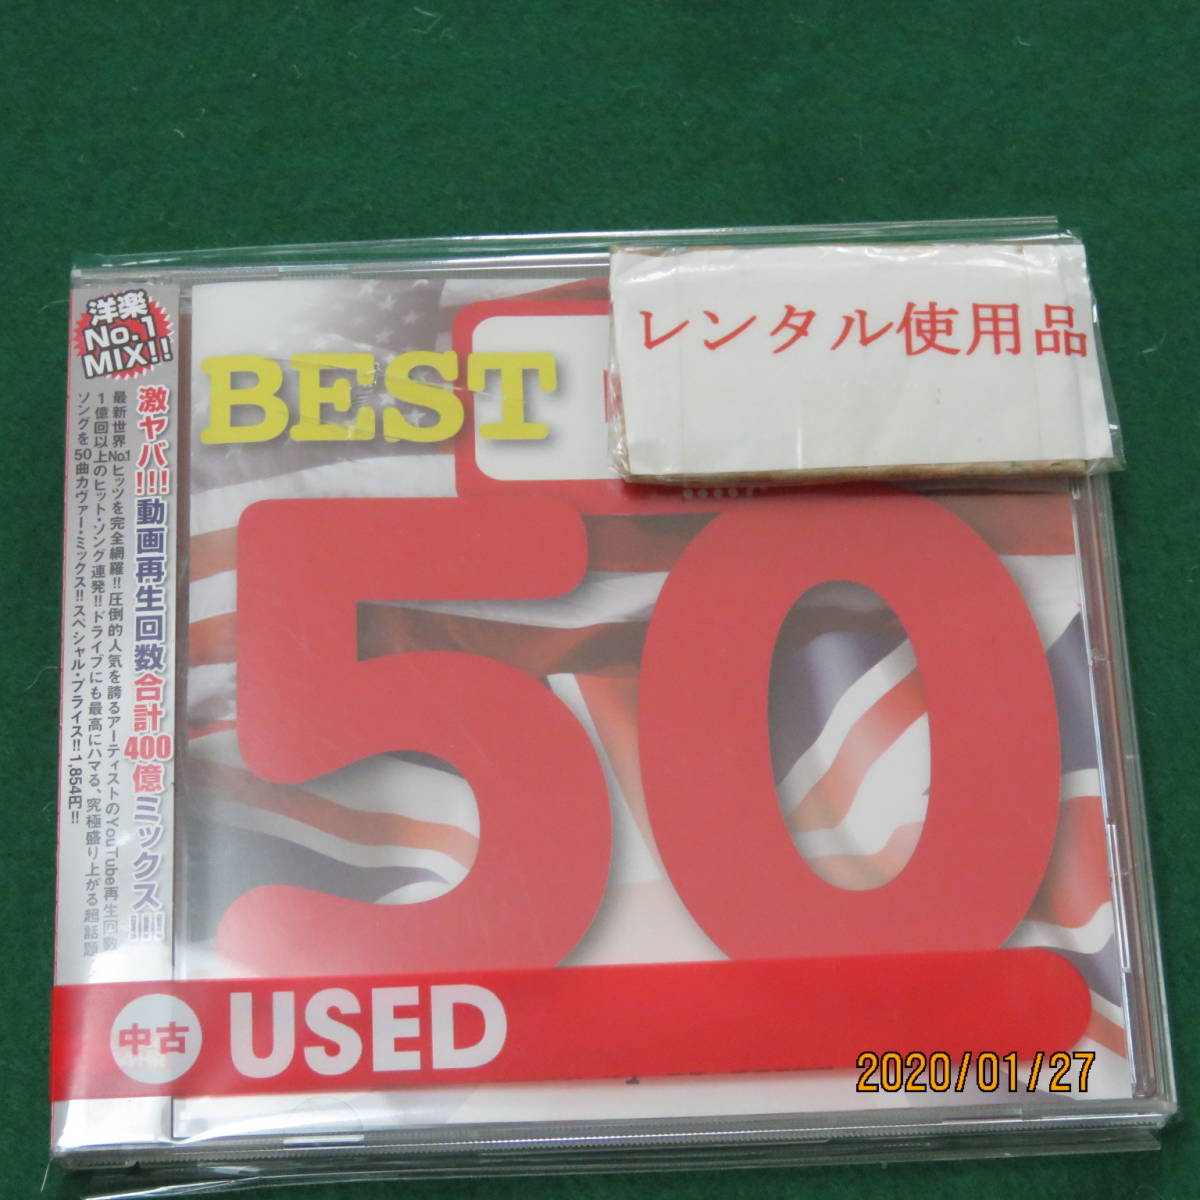 洋楽
No.1
MIX!!
激ヤバ!!!動画再生回数合計400億ミックス!!!
最新世界No.1ヒッツを完全網羅!!圧倒的人気を誇るアーティストのYouTube再生回数
1億回以上のヒット・ソング連発!!ドライブにも最高にハマる、究極盛り上がる超話題
ソングを50曲カヴァー・ミックス!!スペシャル・プライス!!1,854円!!
BEST
レンタル使用品
50
中古 USED
2020/01/27